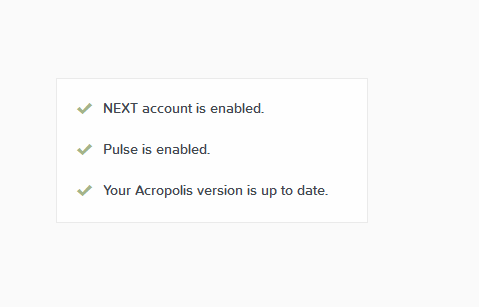 NEXT account is enabled.
Pulse is enabled.
Your Acropolis version is up to date.